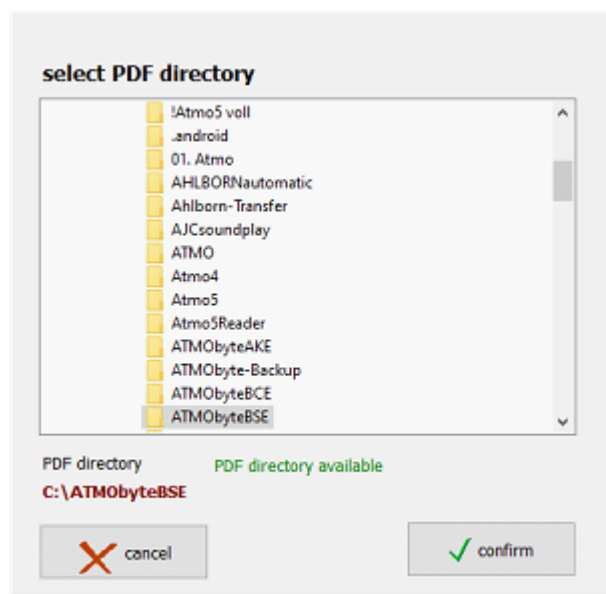 select PDF directory
!Atmo5 voll
.android
01. Atmo
AHLBORNautomatic
Ahlborn-Transfer
AJCsoundplay
ATMO
Atmo4
Atmo5
Atmo5Reader
ATMObyteAKE
ATMObyte-Backup
ATMObyteBCE
ATMObyteBSE
PDF directory PDF directory available
C:\ATMObyteBSE
cancel confirm